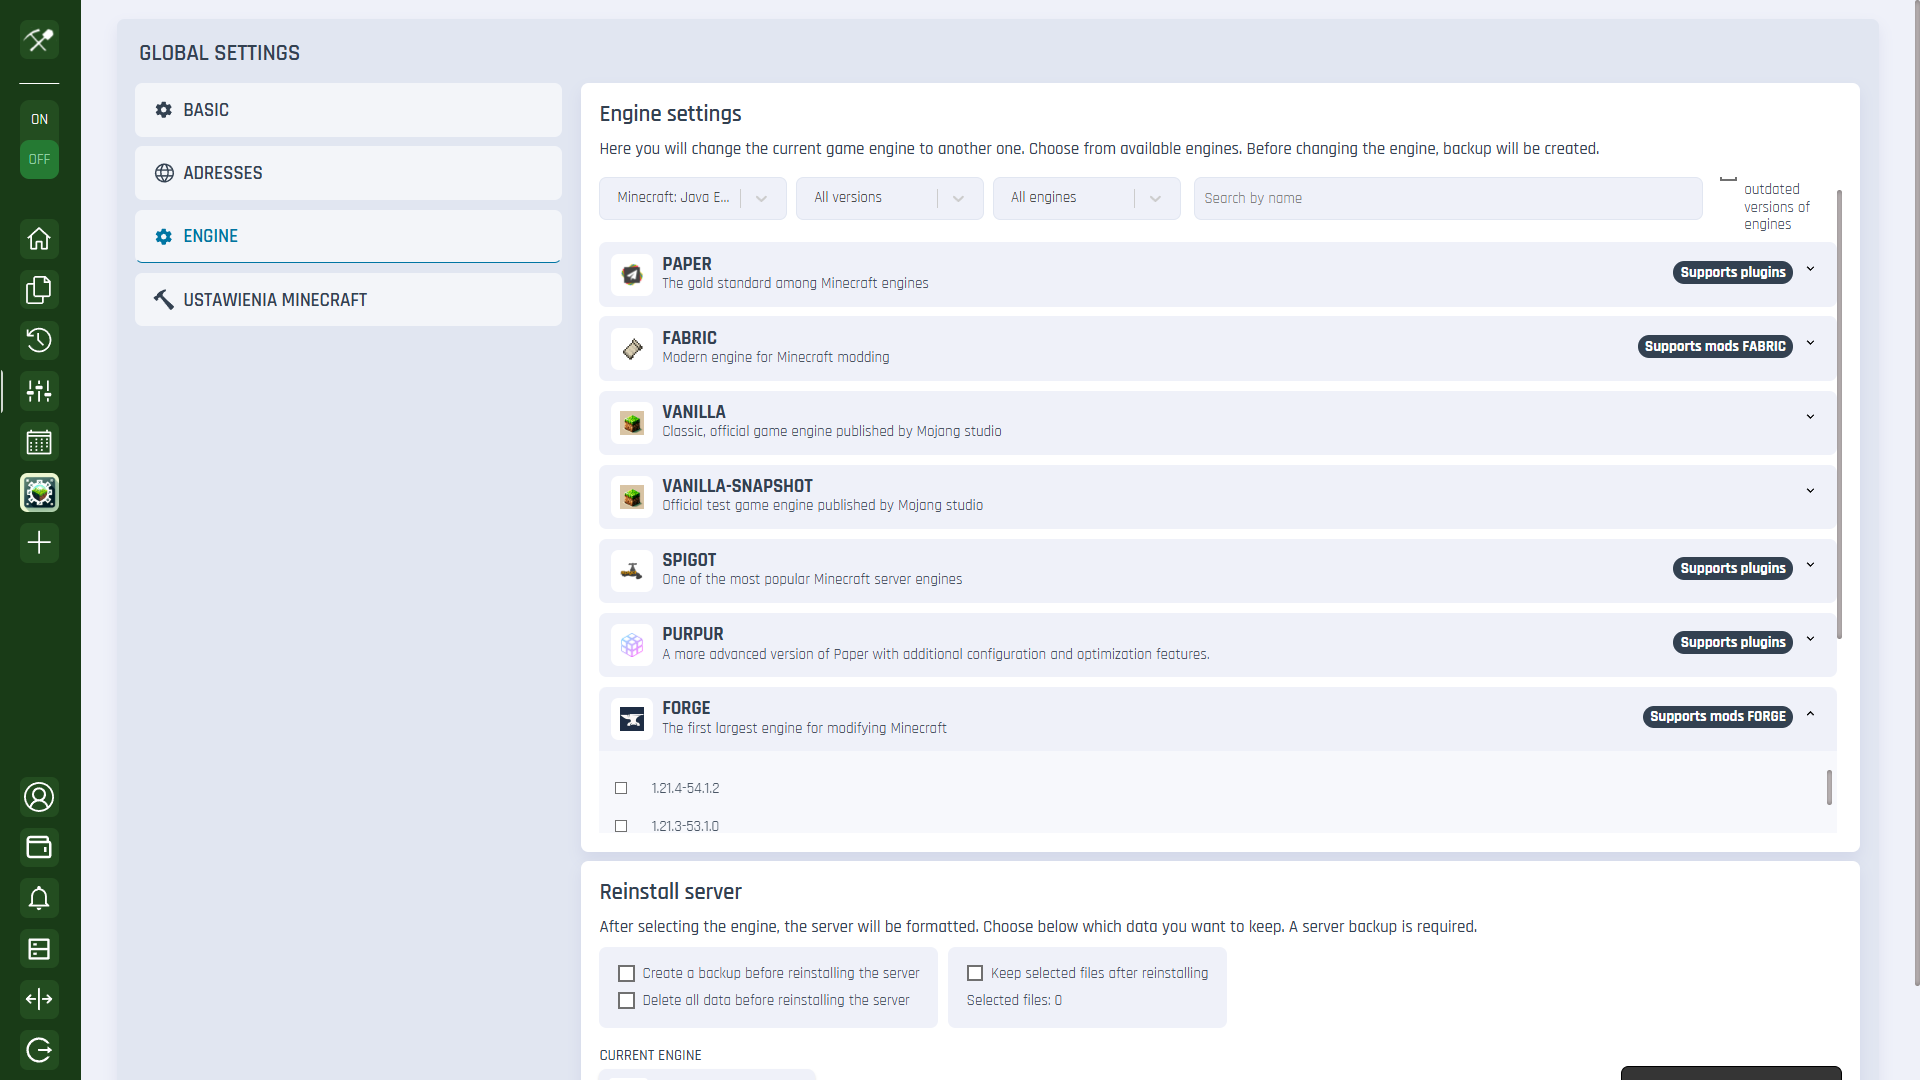 GLOBAL SETTINGS
ON
OFF
BASIC
ADRESSES
ENGINE
USTAWIENIA MINECRAFT
Engine settings
Here you will change the current game engine to another one. Choose from available engines. Before changing the engine, backup will be created.
Minecraft: Java E...
All versions
All engines
Search by name
outdated
versions of
engines
PAPER
The gold standard among Minecraft engines
Supports plugins
FABRIC
Modern engine for Minecraft modding
Supports mods FABRIC
VANILLA
Classic, official game engine published by Mojang studio
VANILLA-SNAPSHOT
Official test game engine published by Mojang studio
SPIGOT
One of the most popular Minecraft server engines
Supports plugins
PURPUR
A more advanced version of Paper with additional configuration and optimization features.
Supports plugins
FORGE
The first largest engine for modifying Minecraft
Supports mods FORGE
1.21.4-54.1.2
1.21.3-53.1.0
Reinstall server
After selecting the engine, the server will be formatted. Choose below which data you want to keep. A server backup is required.
Create a backup before reinstalling the server
Delete all data before reinstalling the server
Keep selected files after reinstalling
Selected files: 0
CURRENT ENGINE